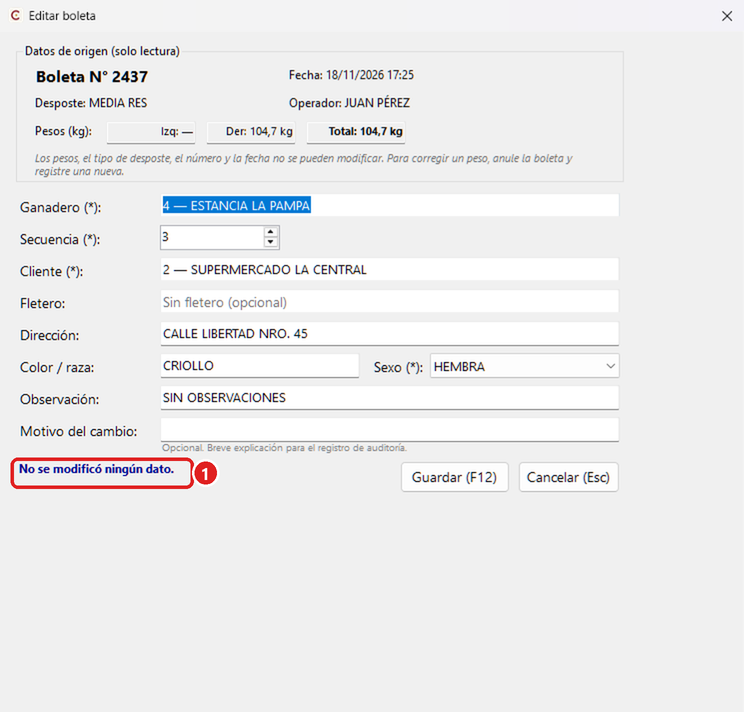 Editar boleta
Datos de origen (solo lectura)
Boleta N° 2437
Fecha: 18/11/2026 17:25
Desposte: MEDIA RES
Operador: JUAN PÉREZ
Pesos (kg): Izq: — Der: 104,7 kg Total: 104,7 kg
Los pesos, el tipo de desposte, el número y la fecha no se pueden modificar. Para corregir un peso, anule la boleta y
registre una nueva.
Ganadero (*): 4 — ESTANCIA LA PAMPA
Secuencia (*): 3
Cliente (*): 2 — SUPERMERCADO LA CENTRAL
Fletero: Sin fletero (opcional)
Dirección: CALLE LIBERTAD NRO. 45
Color / raza: CRIOLLO Sexo (*): HEMBRA
Observación: SIN OBSERVACIONES
Motivo del cambio:
Opcional. Breve explicación para el registro de auditoría.
No se modificó ningún dato. 1
Guardar (F12) Cancelar (Esc)